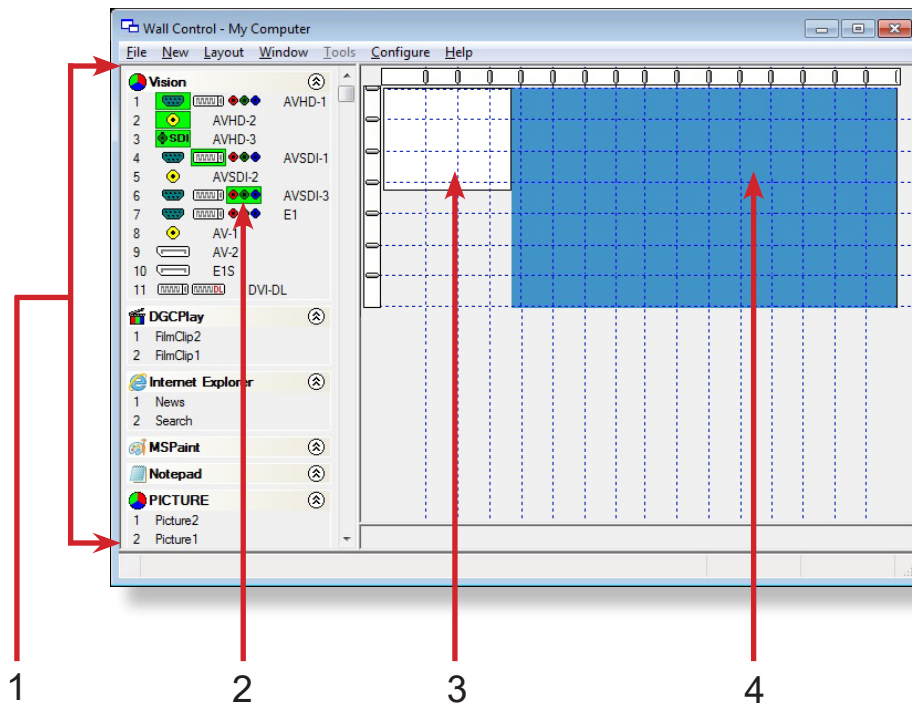 Wall Control - My Computer
File New Layout Window Tools Configure Help
Vision
1 AVHD-1
2 AVHD-2
3 SDI AVHD-3
4 AVSDI-1
5 AVSDI-2
6 AVSDI-3
7 E1
8 AV-1
9 AV-2
10 E1S
11 DL DVI-DL
DGCPlay
1 FilmClip2
2 FilmClip1
Internet Explorer
1 News
2 Search
MSPaint
Notepad
PICTURE
1 Picture2
2 Picture1
1 2 3 4